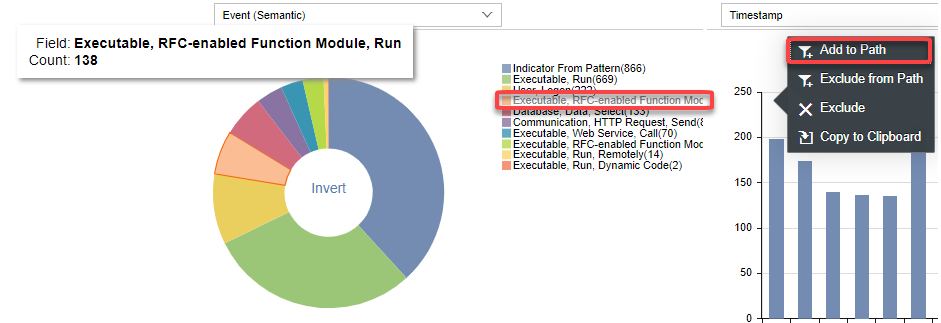 Event (Semantic)
Timestamp
Field: Executable, RFC-enabled Function Module, Run
Count: 138
Indicator From Pattern(866)
Executable, Run(669)
User, Logon(222)
Executable, RFC-enabled Function Mod
Database, Data, Select(133)
Communication, HTTP Request, Send(8
Executable, Web Service, Call(70)
Executable, RFC-enabled Function Mod
Executable, Run, Remotely(14)
Executable, Run, Dynamic Code(2)
Invert
Add to Path
Exclude from Path
Exclude
Copy to Clipboard
250
200
150
100
50
0